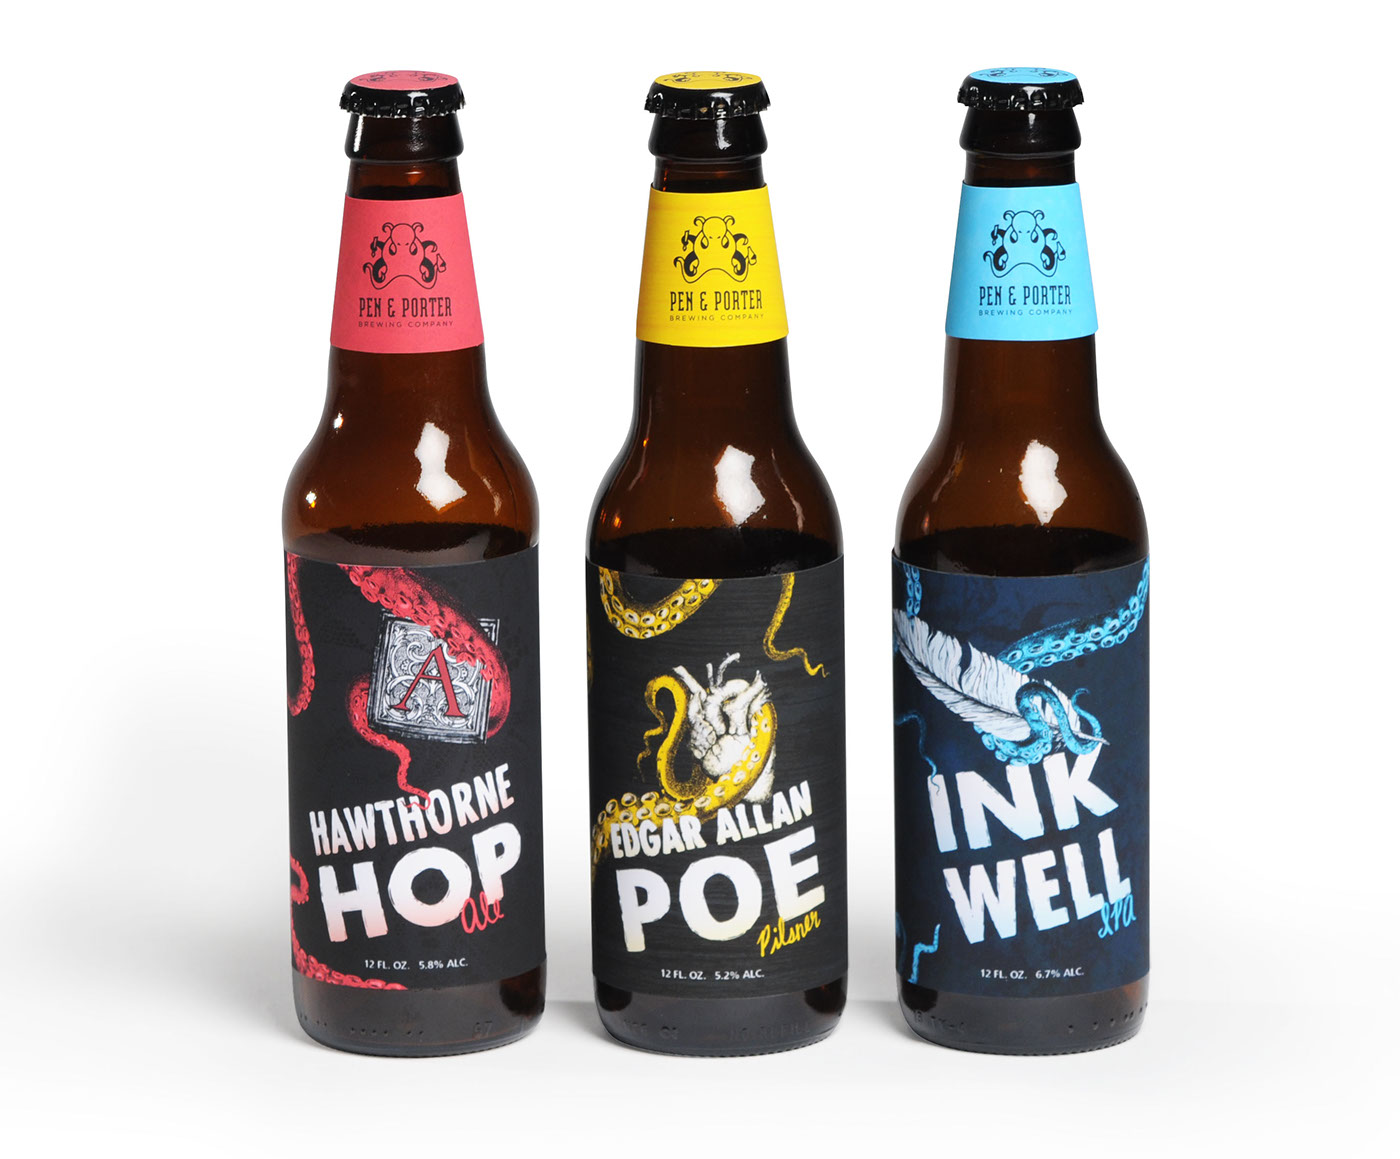 PEN & PORTER
BREWING COMPANY
A
HAWTHORNE
HOP
Ale
12 FL. OZ. 5.8% ALC.
PEN & PORTER
BREWING COMPANY
EDGAR ALLAN
POE
Pilsner
12 FL. OZ. 5.2% ALC.
PEN & PORTER
BREWING COMPANY
INK
WELL
IPA
12 FL. OZ. 6.7% ALC.